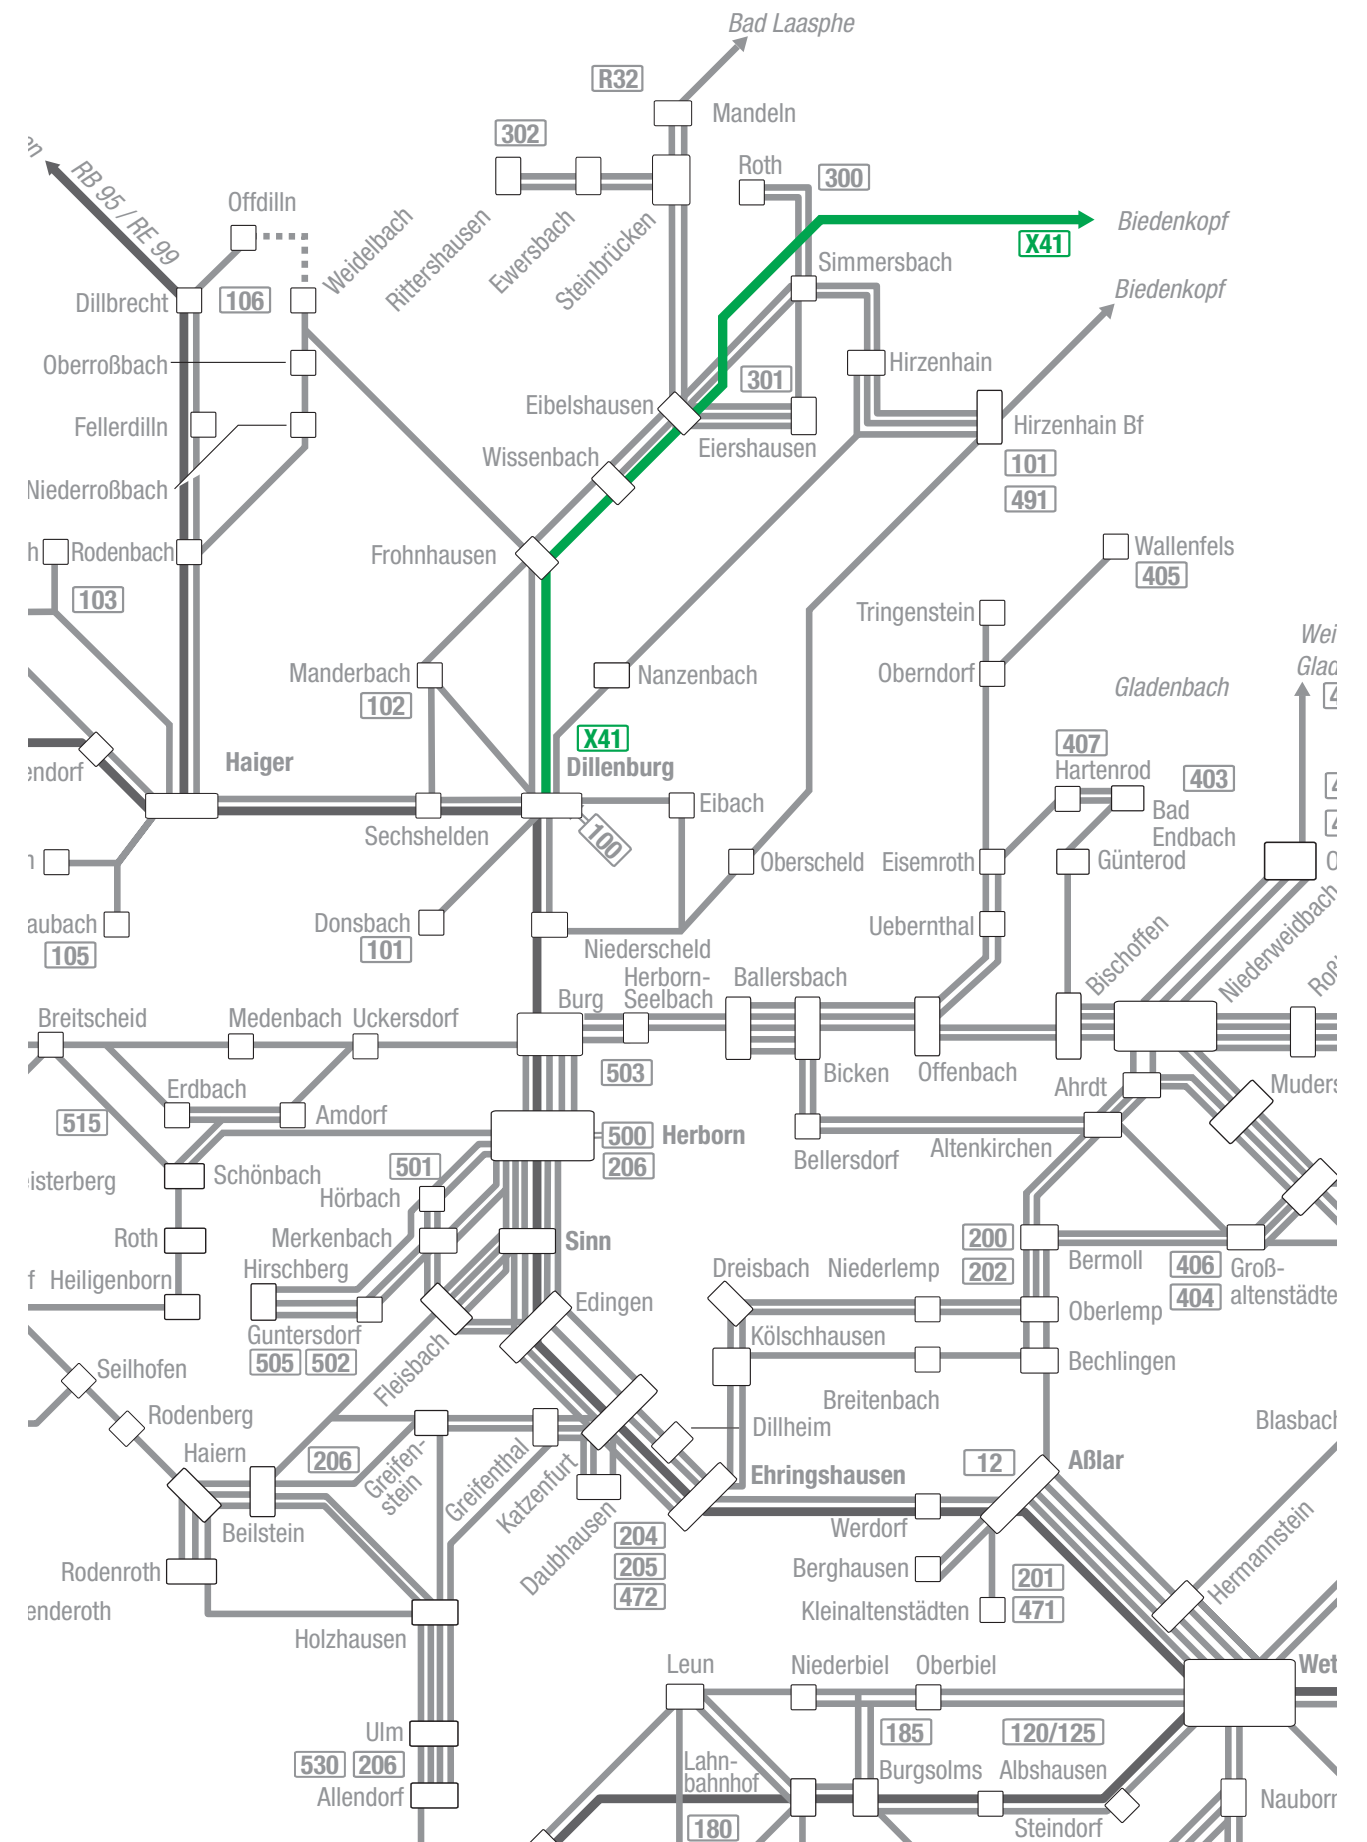 Bad Laasphe
R32
Mandeln
302
RB 95 / RE 99
Roth
300
Offdilln
Weidelbach
Rittershausen
Ewersbach
Steinbrücken
Biedenkopf
X41
Simmersbach
Biedenkopf
Dillbrecht
106
Oberroßbach
Hirzenhain
301
Eibelshausen
Fellerdilln
Hirzenhain Bf
Eiershausen
Wissenbach
101
Niederroßbach
491
Rodenbach
Frohnhausen
Wallenfels
405
103
Tringenstein
Manderbach
Nanzenbach
Oberndorf
Gladenbach
102
X41
Dillenburg
407
Haiger
Hartenrod
403
Eibach
Bad
Endbach
Sechshelden
100
Oberscheld
Eisemroth
Günterod
Donsbach
101
Uebernthal
105
Niederscheld
Bischoffen
Niederweidbach
Herborn-
Seelbach
Ballersbach
Burg
Breitscheid
Medenbach
Uckersdorf
503
Bicken
Offenbach
Ahrdt
Erdbach
Amdorf
515
500
Herborn
Altenkirchen
Bellersdorf
206
501
Schönbach
Hörbach
Roth
Merkenbach
Sinn
200
Bermoll
406
Groß-
altenstädten
202
404
Hirschberg
Dreisbach
Niederlemp
Heiligenborn
Edingen
Oberlemp
Guntersdorf
505
502
Kölschhausen
Bechlingen
Fleisbach
Seilhofen
Breitenbach
Rodenberg
Dillheim
Haiern
206
Greifen-
stein
Greifenthal
Katzenfurt
Daubhausen
Ehringshausen
12
Aßlar
Beilstein
Werdorf
Hermannstein
204
205
472
Rodenroth
Berghausen
201
Kleinaltenstädten
471
Holzhausen
Leun
Niederbiel
Oberbiel
Ulm
185
120/125
530
206
Lahn-
bahnhof
Burgsolms
Albshausen
Allendorf
180
Steindorf